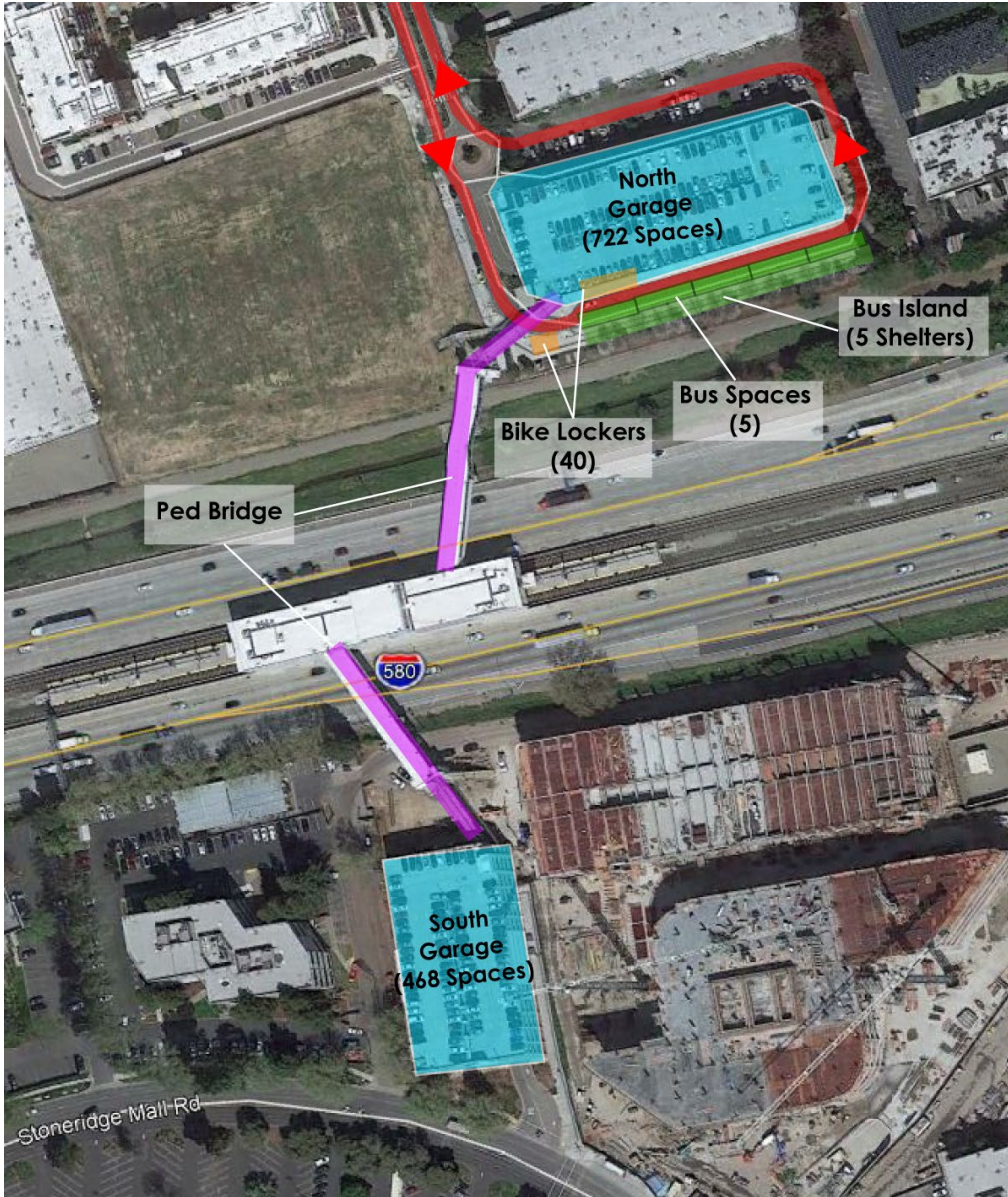 North
Garage
(722 Spaces)
Bus Island
(5 Shelters)
Bus Spaces
(5)
Bike Lockers
(40)
Ped Bridge
580
South
Garage
(468 Spaces)
Stoneridge Mall Rd